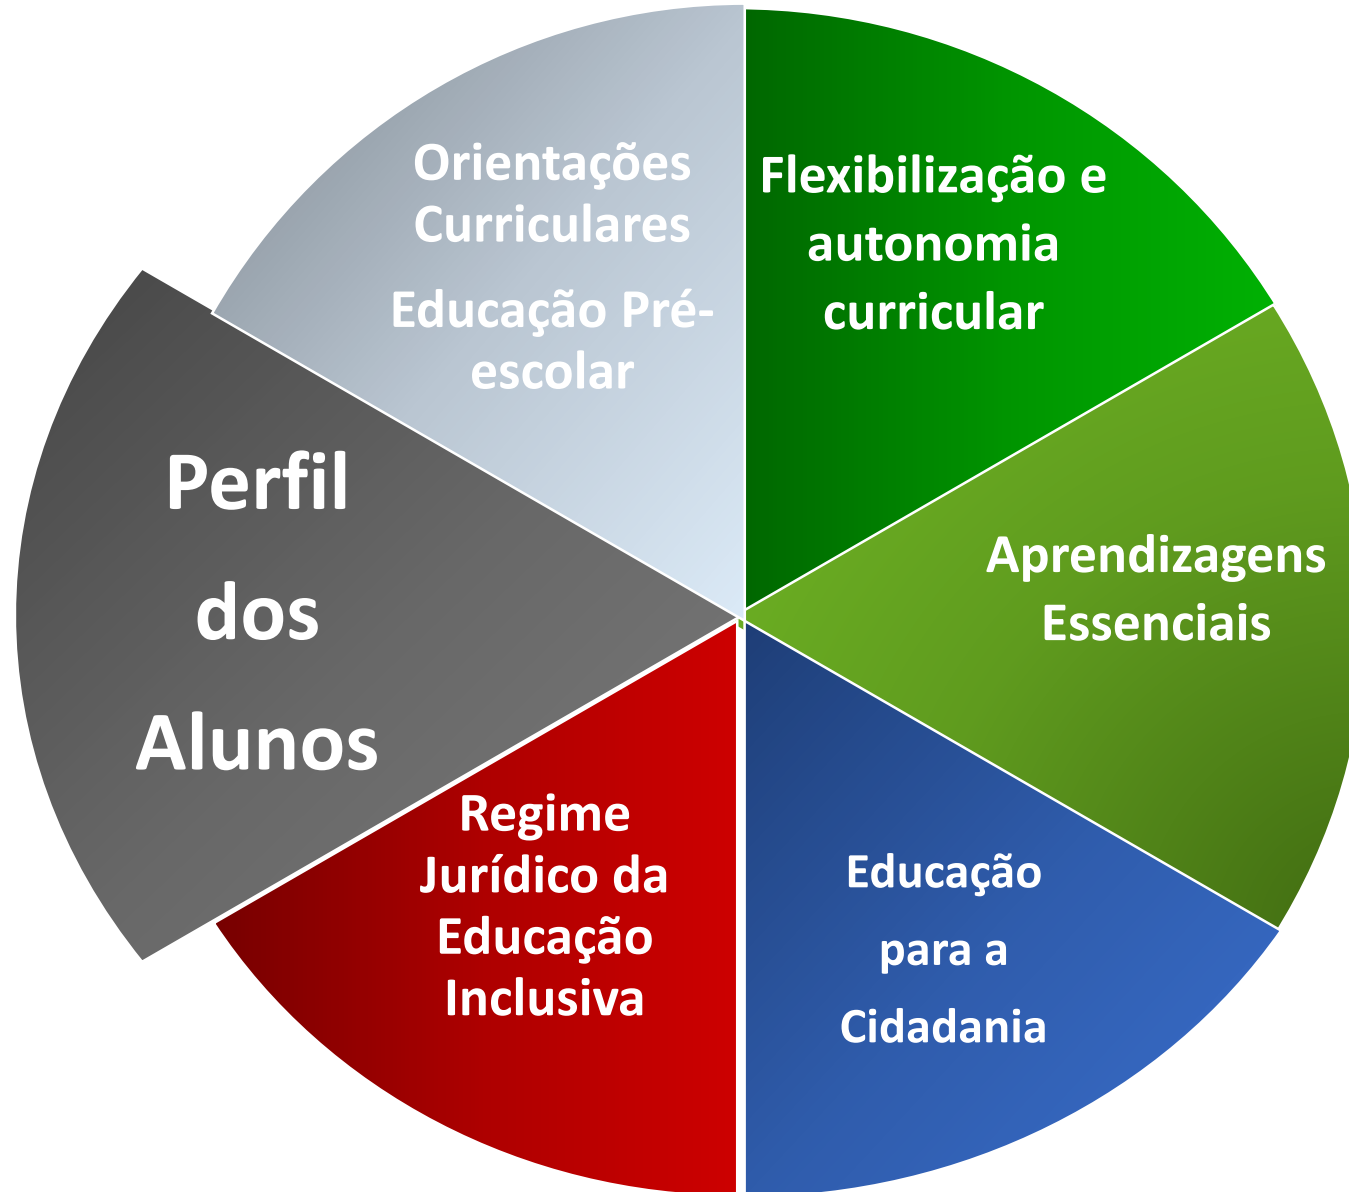 Orientações
Curriculares
Educação Pré-
escolar
Flexibilização e
autonomia
curricular
Aprendizagens
Essenciais
Educação
para a
Cidadania
Regime
Jurídico da
Educação
Inclusiva
Perfil
dos
Alunos